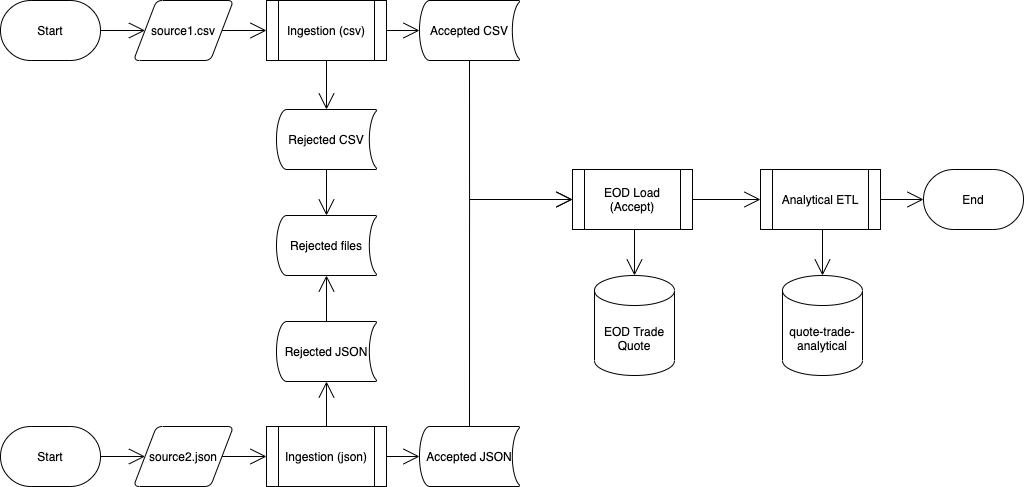 Start
source1.csv
Ingestion (csv)
Accepted CSV
Rejected CSV
Rejected files
Rejected JSON
Start
source2.json
Ingestion (json)
Accepted JSON
EOD Load
(Accept)
Analytical ETL
End
EOD Trade
Quote
quote-trade-
analytical